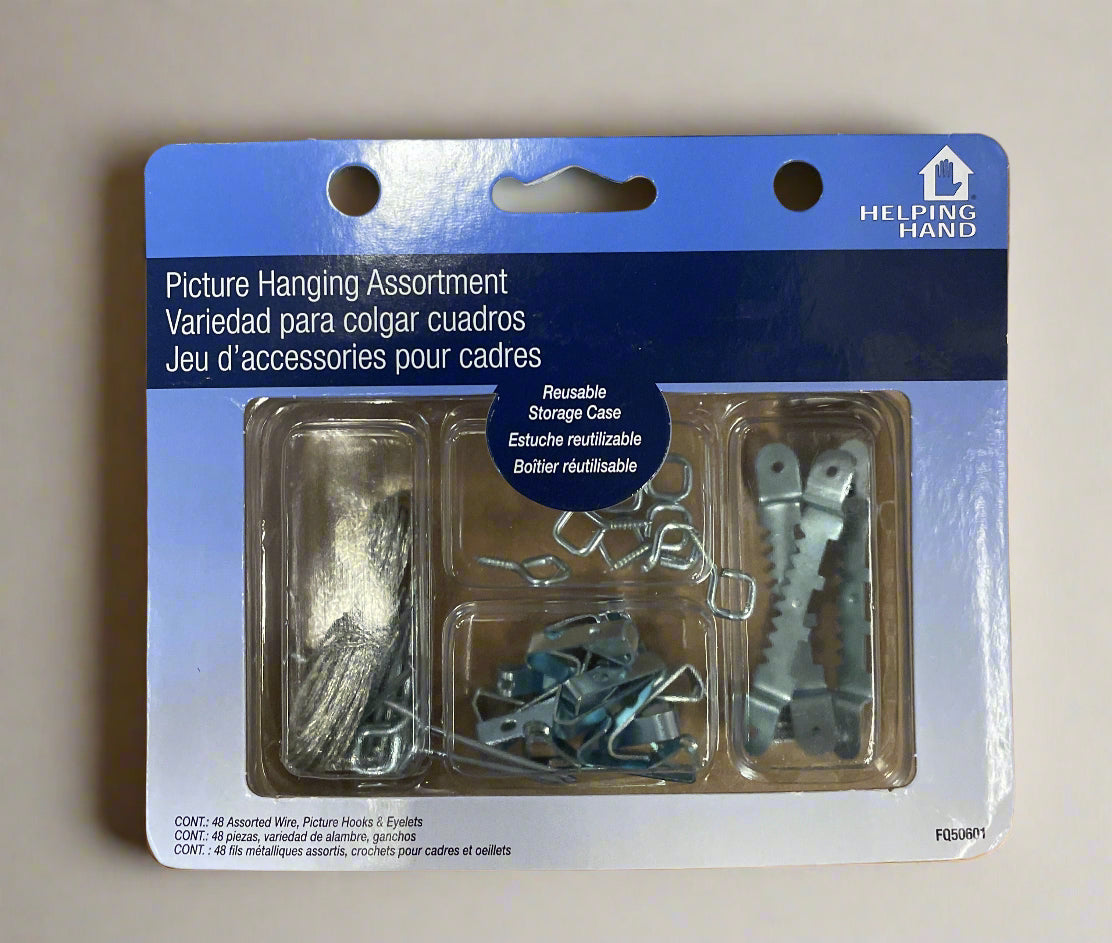 HELPING
HAND
Picture Hanging Assortment
Variedad para colgar cuadros
Jeu d'accessories pour cadres
Reusable
Storage Case
Estuche reutilizable
Boîtier réutilisable
CONT.: 48 Assorted Wire, Picture Hooks & Eyelets
CONT.: 48 piezas, variedad de alambre, ganchos
CONT. : 48 fils métalliques assortis, crochets pour cadres et oeillets
FQ50601